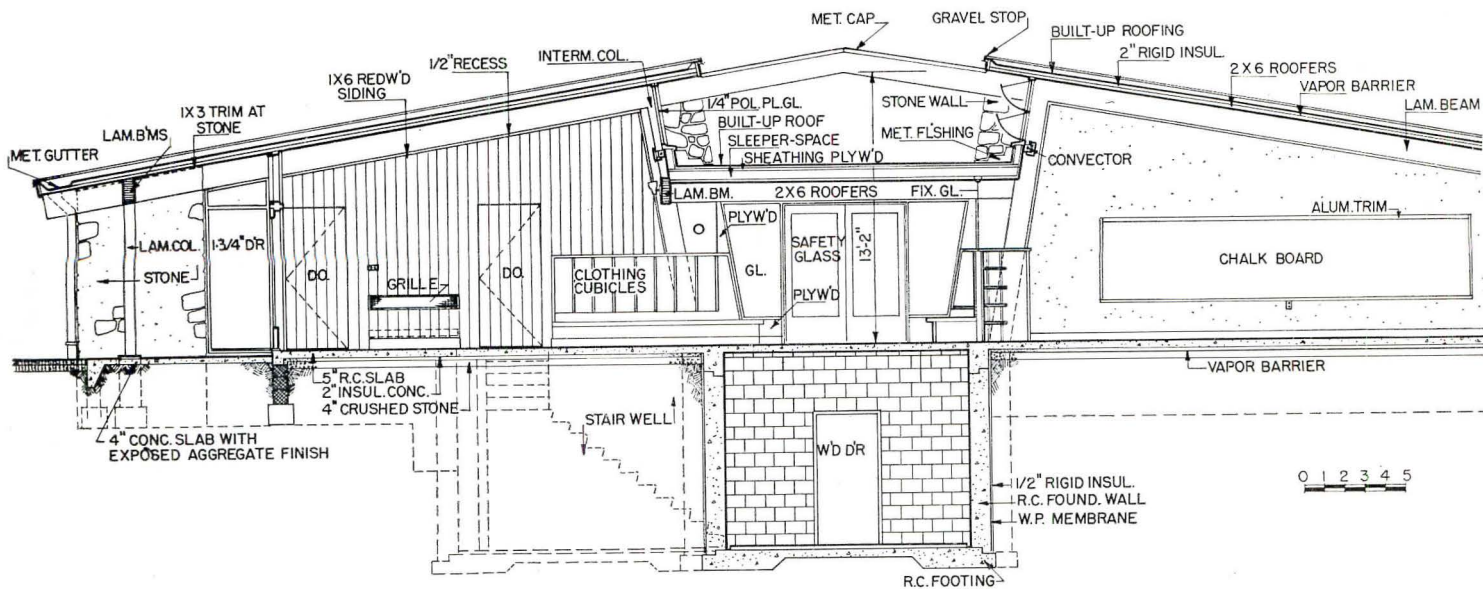 MET. CAP
GRAVEL STOP
BUILT-UP ROOFING
2" RIGID INSUL.
2 X 6 ROOFERS
VAPOR BARRIER
LAM. BEAM
INTERM. COL.
1/2" RECESS
1X6 REDW'D
SIDING
1X3 TRIM AT
STONE
LAM. B'MS
MET. GUTTER
1/4" POL. PL. GL.
BUILT-UP ROOF
SLEEPER-SPACE
SHEATHING PLYW'D
STONE WALL
MET. FL'SHING
CONVECTOR
LAM. BM.
2 X 6 ROOFERS
FIX. GL.
ALUM. TRIM
PLYW'D
LAM. COL.
1-3/4" D'R
STONE
DO.
GRILLE
DO.
CLOTHING
CUBICLES
GL.
SAFETY
GLASS
13'-2"
PLYW'D
CHALK BOARD
VAPOR BARRIER
5" R.C. SLAB
2" INSUL. CONC.
4" CRUSHED STONE
4" CONC. SLAB WITH
EXPOSED AGGREGATE FINISH
STAIR WELL
W'D D'R
1/2" RIGID INSUL.
R.C. FOUND. WALL
W.P. MEMBRANE
R.C. FOOTING
0 1 2 3 4 5